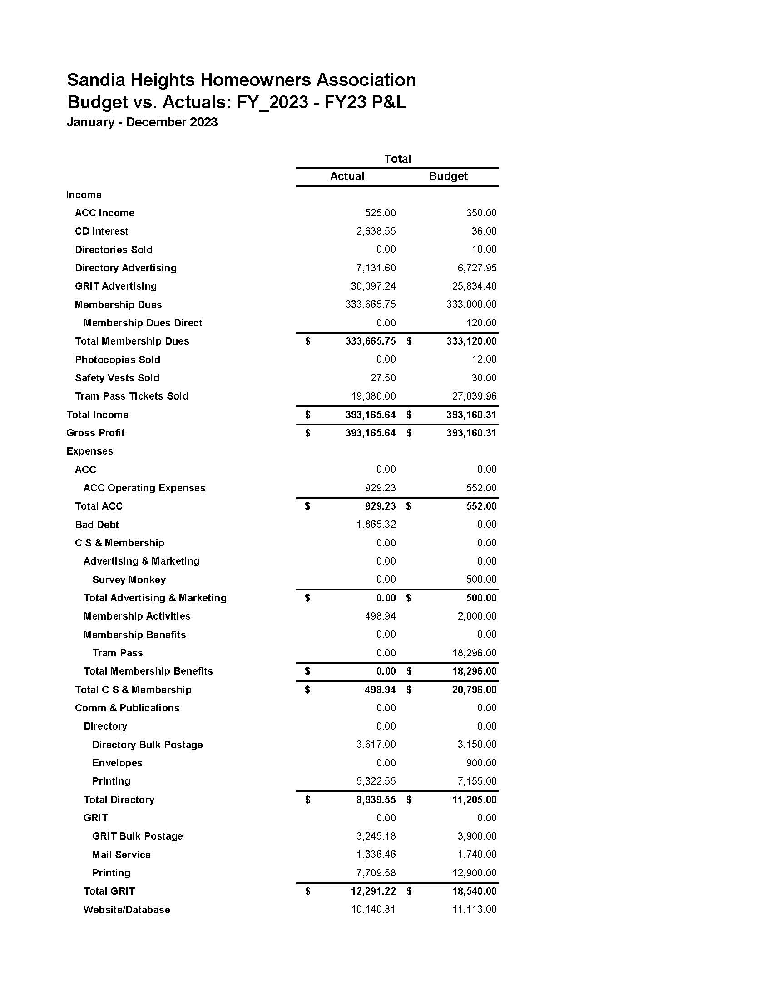 Sandia Heights Homeowners Association
Budget vs. Actuals: FY_2023 - FY23 P&L
January - December 2023
Total
Actual Budget
Income
ACC Income 525.00 350.00
CD Interest 2,638.55 36.00
Directories Sold 0.00 10.00
Directory Advertising 7,131.60 6,727.95
GRIT Advertising 30,097.24 25,834.40
Membership Dues 333,665.75 333,000.00
Membership Dues Direct 0.00 120.00
Total Membership Dues $ 333,665.75 $ 333,120.00
Photocopies Sold 0.00 12.00
Safety Vests Sold 27.50 30.00
Tram Pass Tickets Sold 19,080.00 27,039.96
Total Income $ 393,165.64 $ 393,160.31
Gross Profit $ 393,165.64 $ 393,160.31
Expenses
ACC 0.00 0.00
ACC Operating Expenses 929.23 552.00
Total ACC $ 929.23 $ 552.00
Bad Debt 1,865.32 0.00
C S & Membership 0.00 0.00
Advertising & Marketing 0.00 0.00
Survey Monkey 0.00 500.00
Total Advertising & Marketing $ 0.00 $ 500.00
Membership Activities 498.94 2,000.00
Membership Benefits 0.00 0.00
Tram Pass 0.00 18,296.00
Total Membership Benefits $ 0.00 $ 18,296.00
Total C S & Membership $ 498.94 $ 20,796.00
Comm & Publications 0.00 0.00
Directory 0.00 0.00
Directory Bulk Postage 3,617.00 3,150.00
Envelopes 0.00 900.00
Printing 5,322.55 7,155.00
Total Directory $ 8,939.55 $ 11,205.00
GRIT 0.00 0.00
GRIT Bulk Postage 3,245.18 3,900.00
Mail Service 1,336.46 1,740.00
Printing 7,709.58 12,900.00
Total GRIT $ 12,291.22 $ 18,540.00
Website/Database 10,140.81 11,113.00